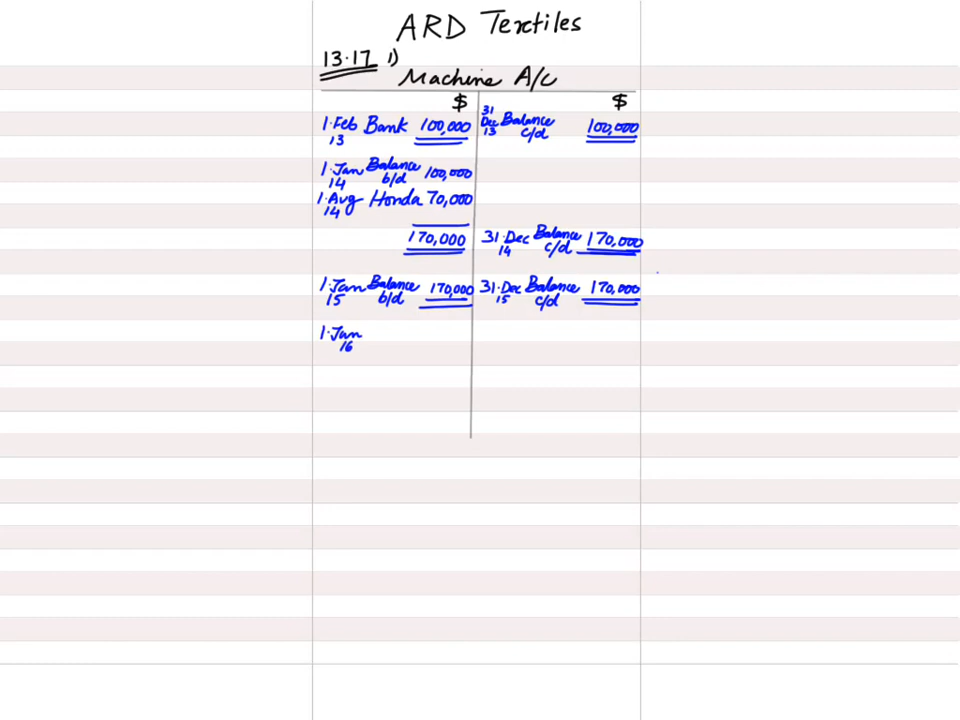 ARD Textiles
13.17 1)
Machine A/c
$ $
1 Feb 13 Bank 100,000 31 Dec 13 Balance c/d 100,000
1 Jan 14 Balance b/d 100,000
1 Aug 14 Honda 70,000
170,000 31 Dec 14 Balance c/d 170,000
1 Jan 15 Balance b/d 170,000 31 Dec 15 Balance c/d 170,000
1 Jan 16